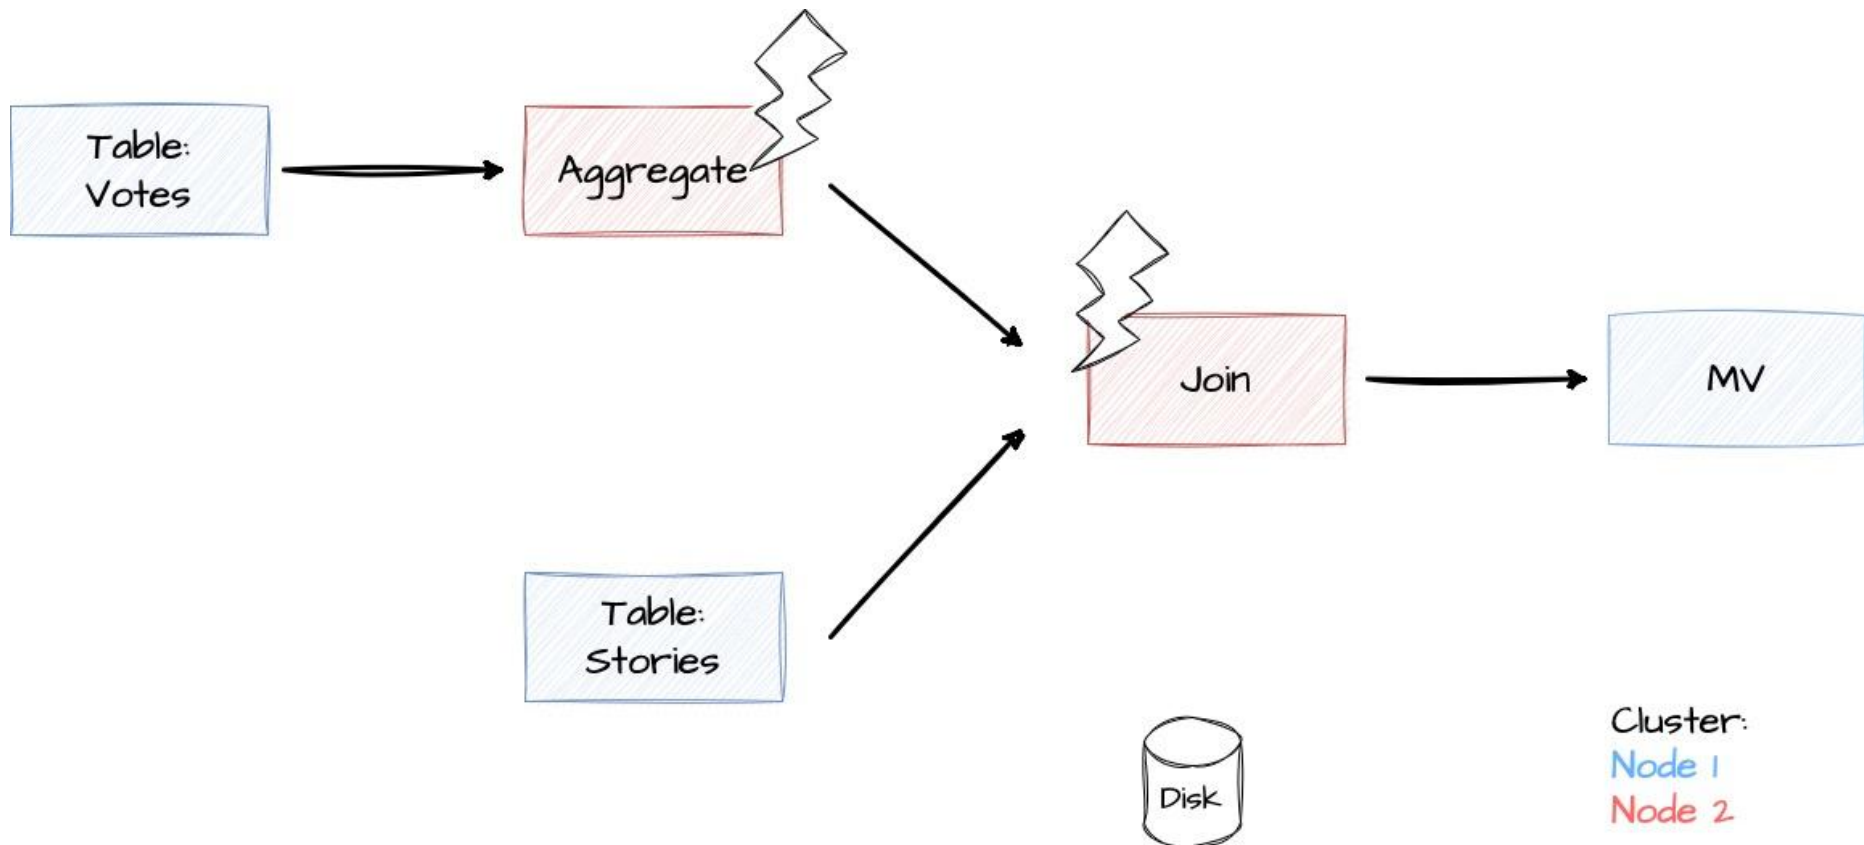 Table:
Votes
Aggregate
Join
MV
Table:
Stories
Disk
Cluster:
Node 1
Node 2